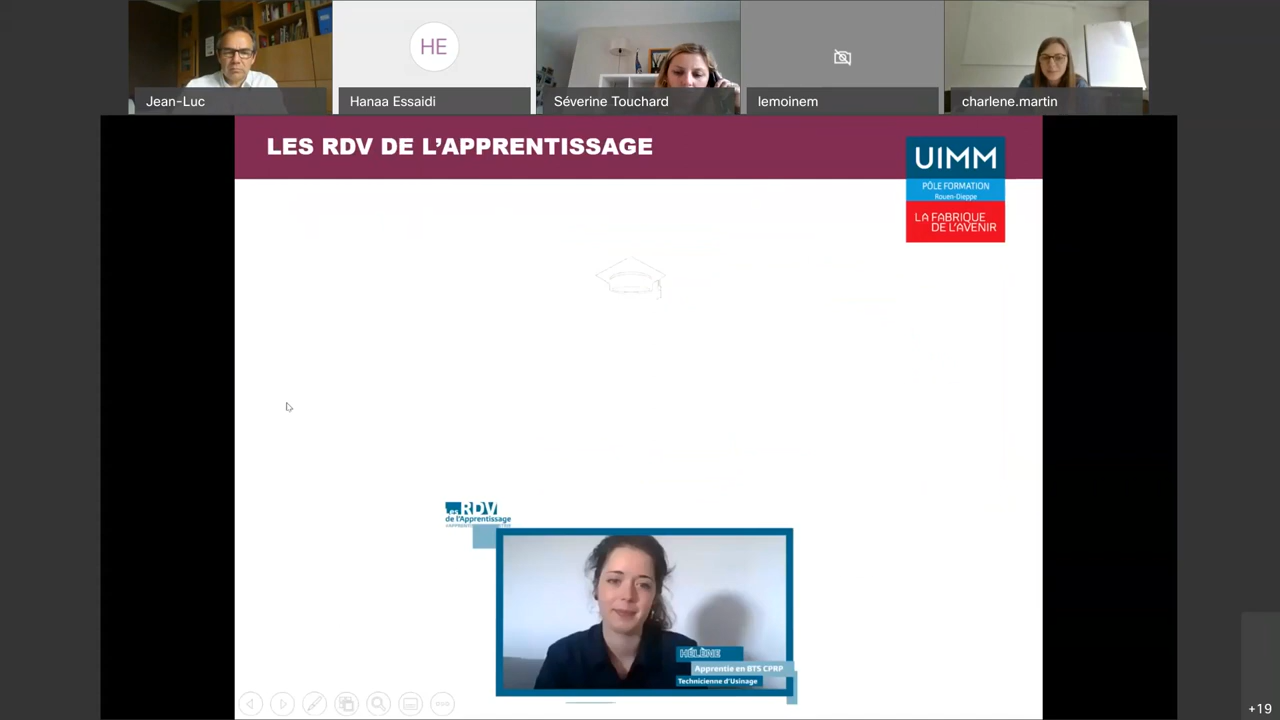 HE
Jean-Luc
Hanaa Essaidi
Séverine Touchard
lemoinem
charlene.martin
LES RDV DE L’APPRENTISSAGE
UIMM
PÔLE FORMATION
Rouen-Dieppe
LA FABRIQUE
DE L'AVENIR
Les RDV
de l'Apprentissage
HÉLÈNE
Apprentie en BTS CPRP
Technicienne d'Usinage
+19